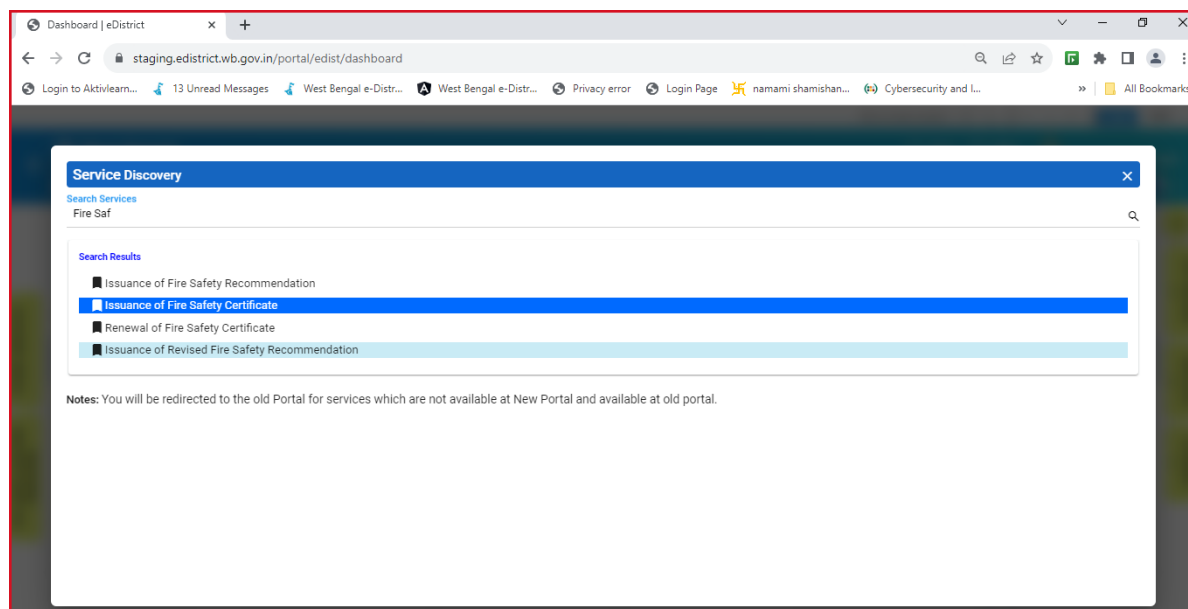 Dashboard | eDistrict
staging.edistrict.wb.gov.in/portal/edist/dashboard
Login to Aktivlearn... 13 Unread Messages West Bengal e-Distr... West Bengal e-Distr... Privacy error Login Page namami shamishan... Cybersecurity and I... » All Bookmarks
Service Discovery
Search Services
Fire Saf
Search Results
Issuance of Fire Safety Recommendation
Issuance of Fire Safety Certificate
Renewal of Fire Safety Certificate
Issuance of Revised Fire Safety Recommendation
Notes: You will be redirected to the old Portal for services which are not available at New Portal and available at old portal.